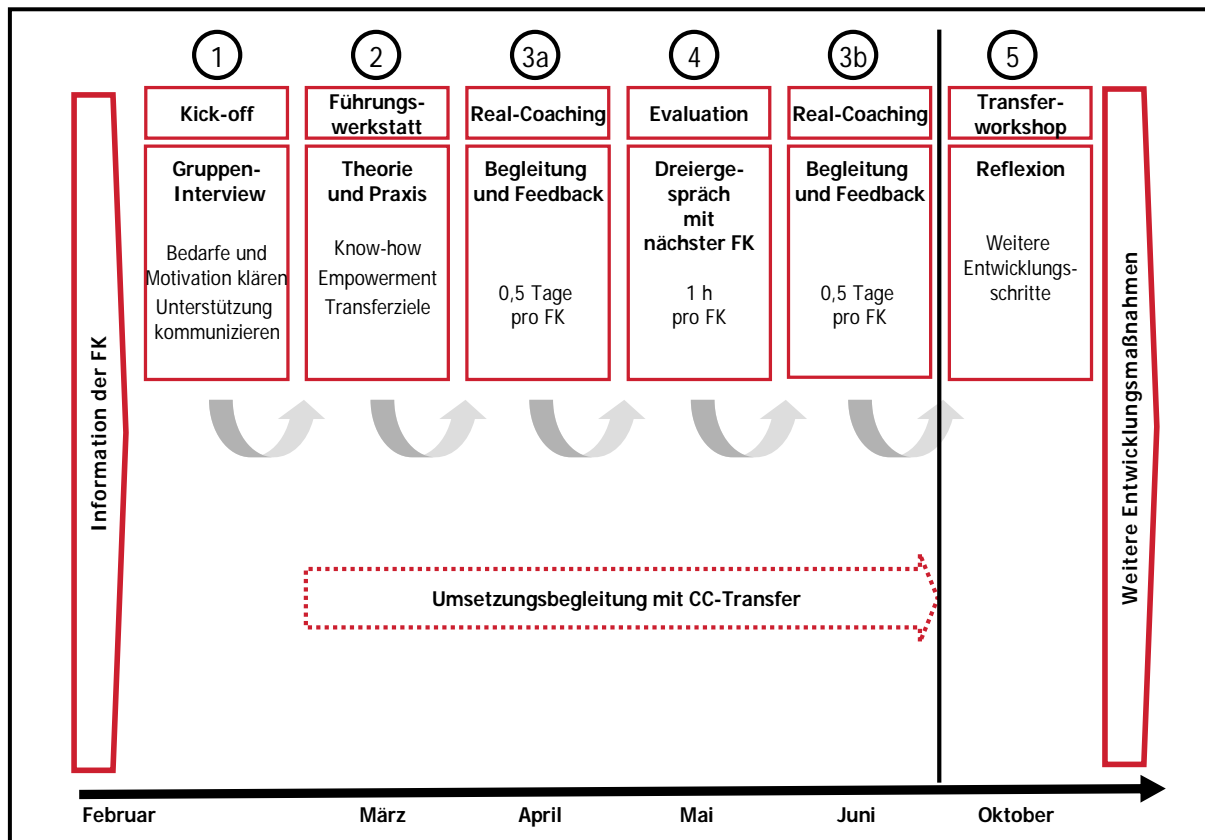 1
2
3a
4
3b
5
Kick-off
Führungs-
werkstatt
Real-Coaching
Evaluation
Real-Coaching
Transfer-
workshop
Information der FK
Gruppen-
Interview
Bedarfe und
Motivation klären
Unterstützung
kommunizieren
Theorie
und Praxis
Know-how
Empowerment
Transferziele
Begleitung
und Feedback
0,5 Tage
pro FK
Dreierge-
spräch
mit
nächster FK
1 h
pro FK
Begleitung
und Feedback
0,5 Tage
pro FK
Reflexion
Weitere
Entwicklungs-
schritte
Weitere Entwicklungsmaßnahmen
Umsetzungsbegleitung mit CC-Transfer
Februar
März
April
Mai
Juni
Oktober